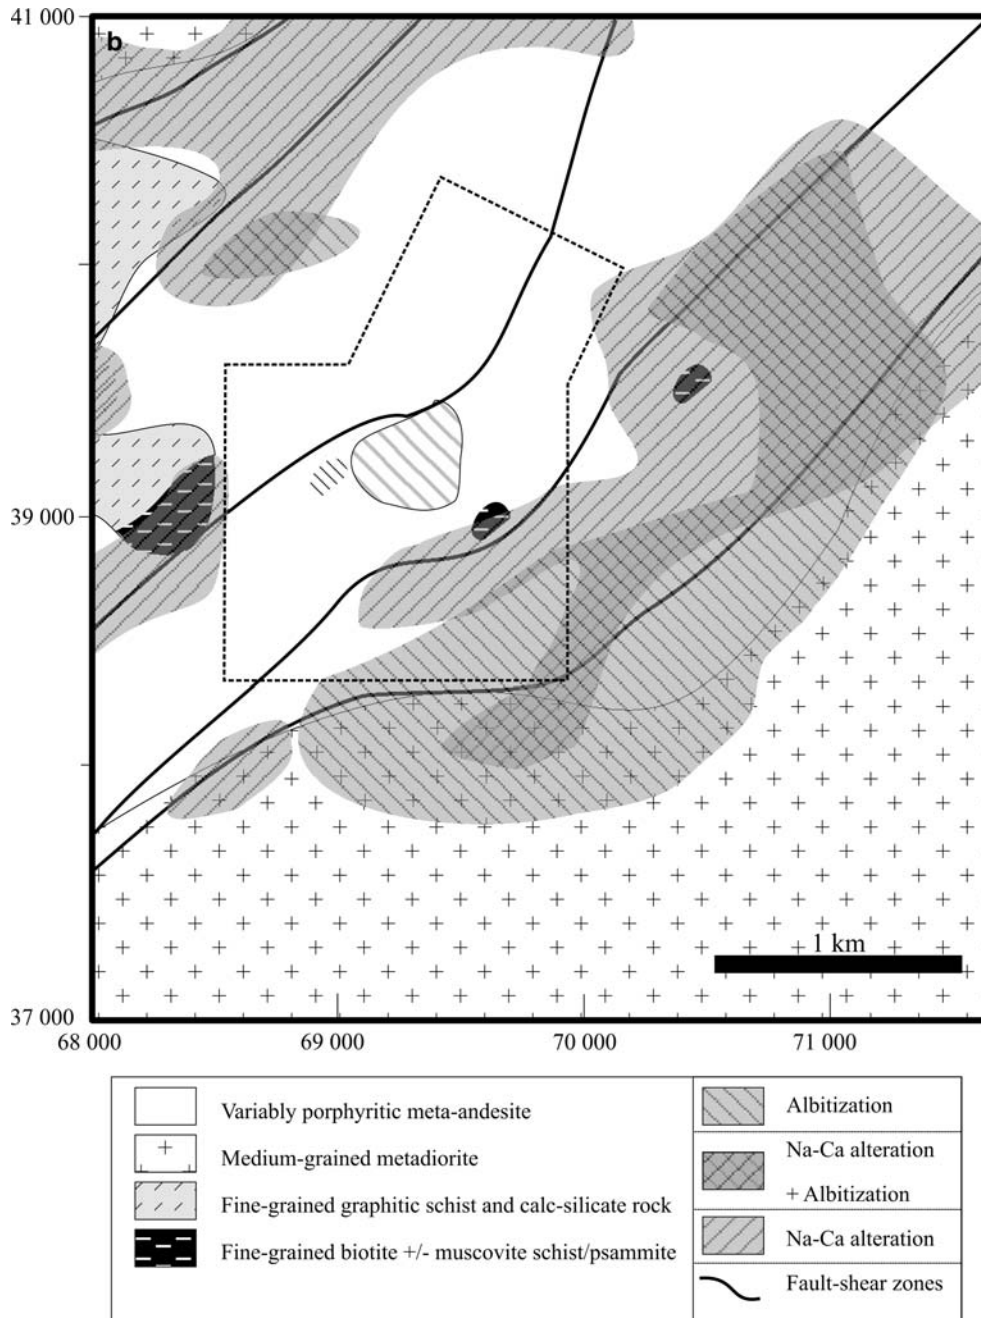 41 000
b
39 000
1 km
37 000
68 000 69 000 70 000 71 000
Variably porphyritic meta-andesite
Medium-grained metadiorite
Fine-grained graphitic schist and calc-silicate rock
Fine-grained biotite +/- muscovite schist/psammite
Albitization
Na-Ca alteration
+ Albitization
Na-Ca alteration
Fault-shear zones